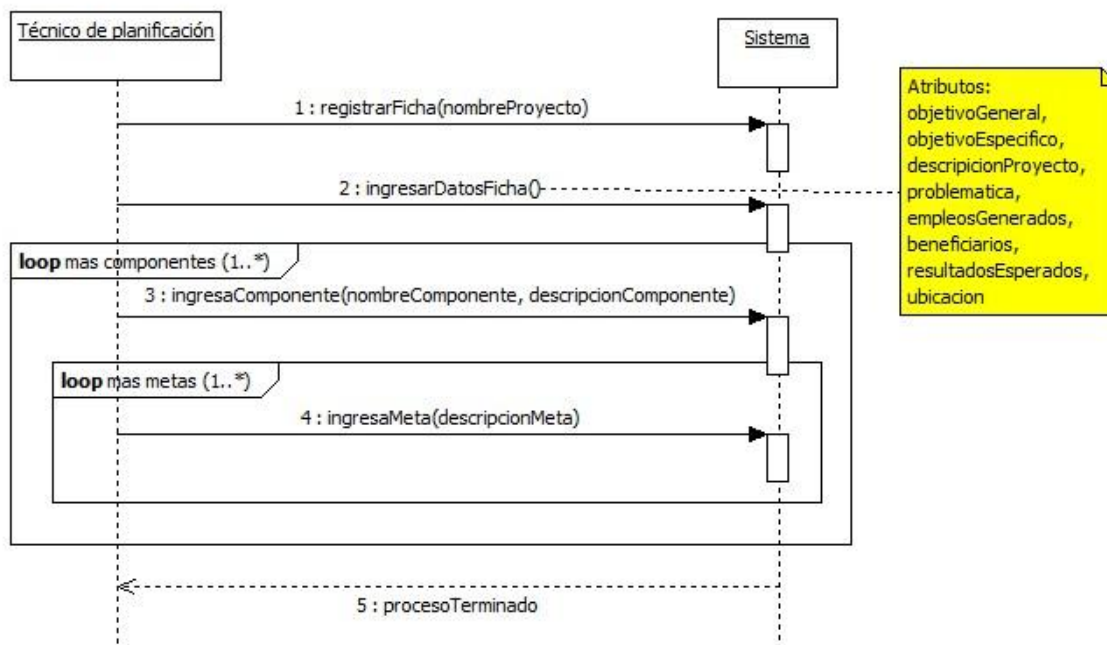 Técnico de planificación
Sistema
1 : registrarFicha(nombreProyecto)
2 : ingresarDatosFicha()
Atributos:
objetivoGeneral,
objetivoEspecifico,
descripicionProyecto,
problematica,
empleosGenerados,
beneficiarios,
resultadosEsperados,
ubicacion
loop mas componentes (1..*)
3 : ingresaComponente(nombreComponente, descripcionComponente)
loop mas metas (1..*)
4 : ingresaMeta(descripcionMeta)
5 : procesoTerminado